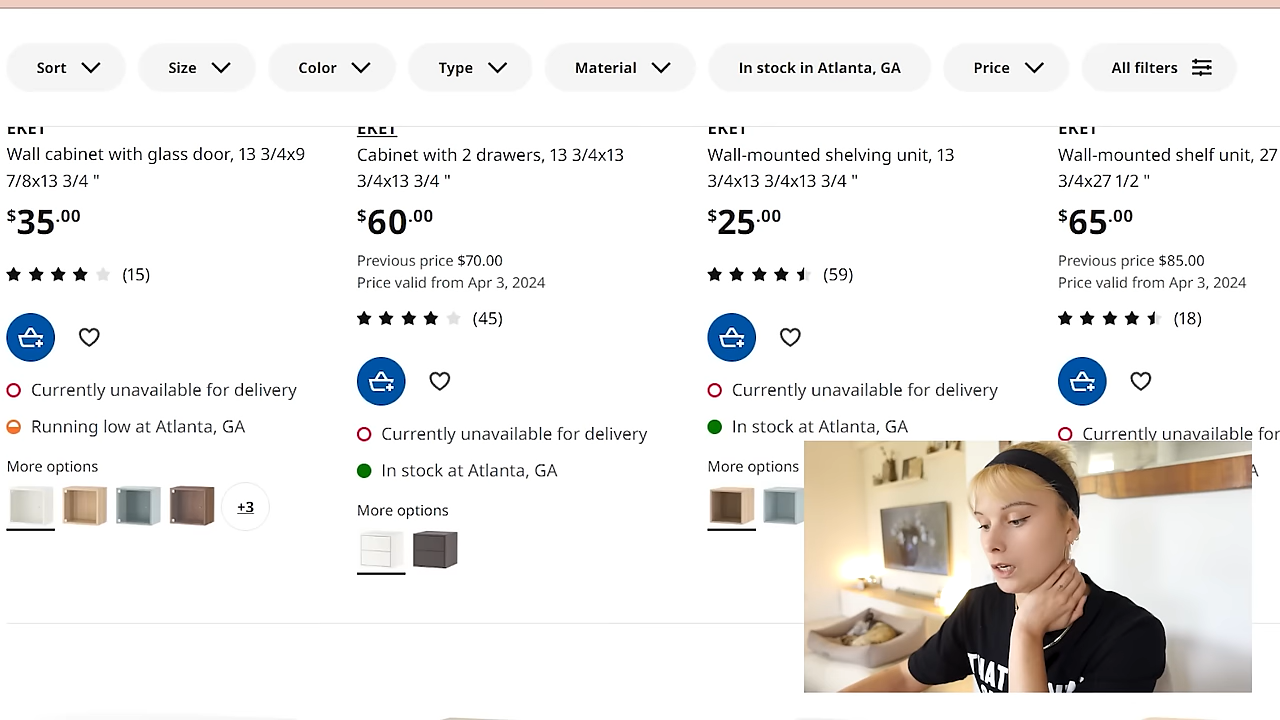 Sort
Size
Color
Type
Material
In stock in Atlanta, GA
Price
All filters
EKET
Wall cabinet with glass door, 13 3/4x9
7/8x13 3/4 "
$35.00
(15)
Currently unavailable for delivery
Running low at Atlanta, GA
More options
+3
EKET
Cabinet with 2 drawers, 13 3/4x13
3/4x13 3/4 "
$60.00
Previous price $70.00
Price valid from Apr 3, 2024
(45)
Currently unavailable for delivery
In stock at Atlanta, GA
More options
EKET
Wall-mounted shelving unit, 13
3/4x13 3/4x13 3/4 "
$25.00
(59)
Currently unavailable for delivery
In stock at Atlanta, GA
More options
EKET
Wall-mounted shelf unit, 27
3/4x27 1/2 "
$65.00
Previous price $85.00
Price valid from Apr 3, 2024
(18)
Currently unavailable for